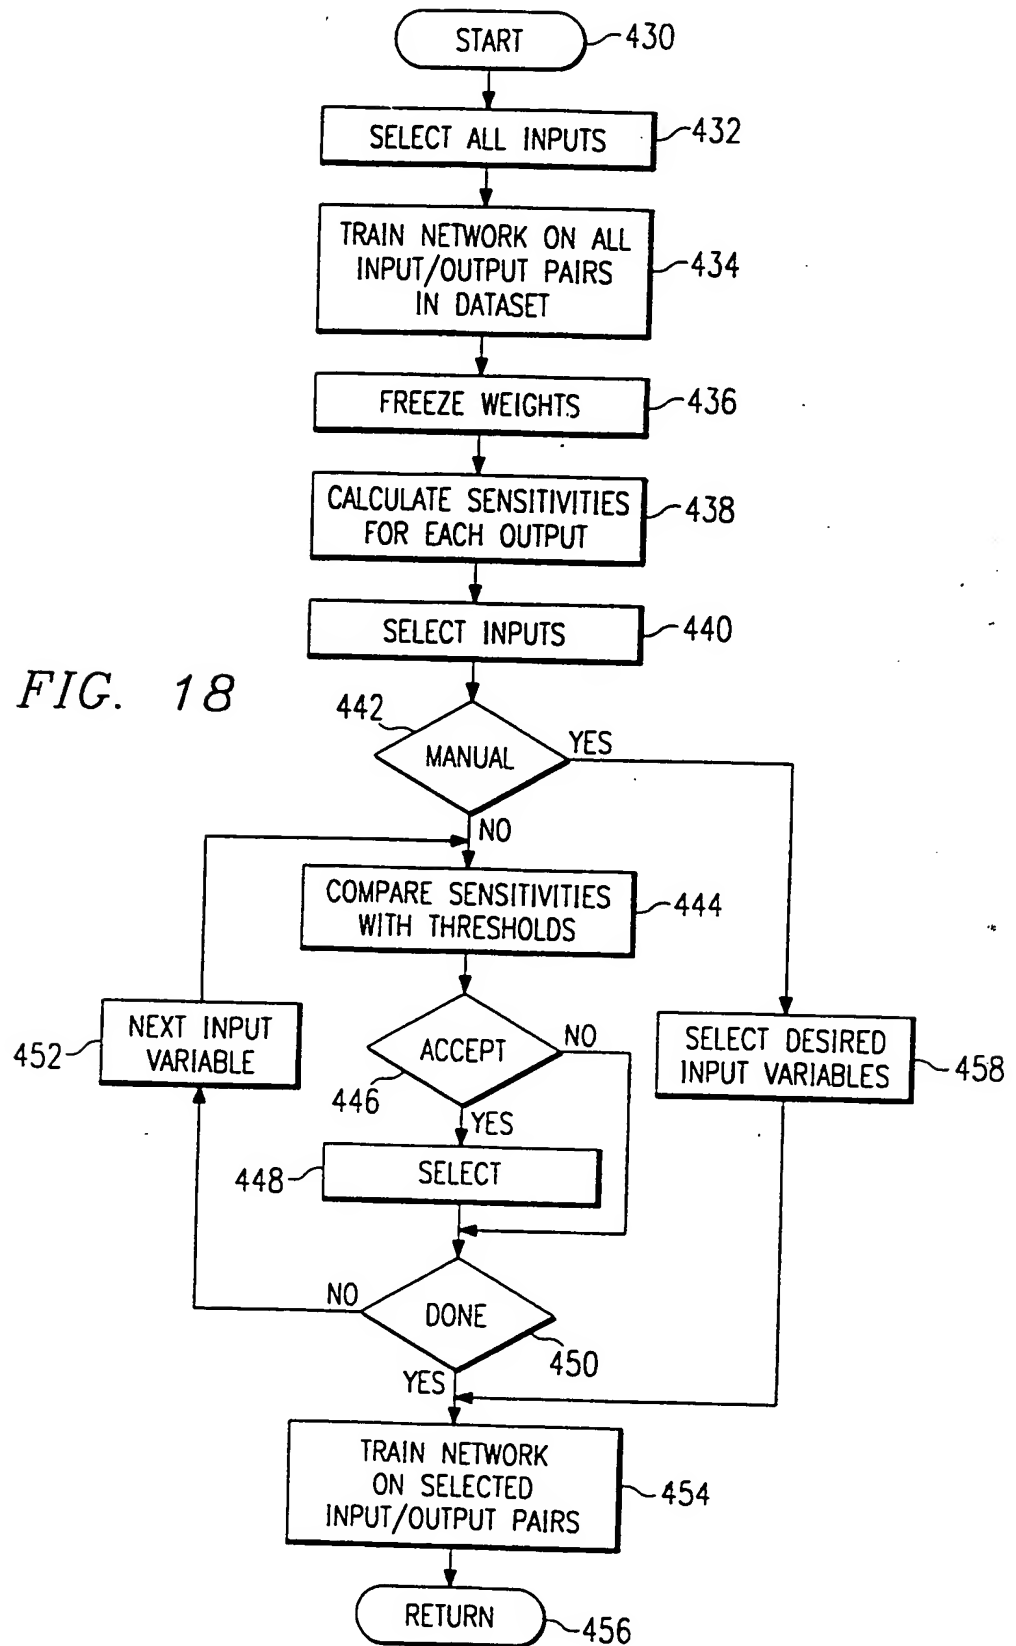 START
430
SELECT ALL INPUTS
432
TRAIN NETWORK ON ALL
INPUT/OUTPUT PAIRS
IN DATASET
434
FREEZE WEIGHTS
436
CALCULATE SENSITIVITIES
FOR EACH OUTPUT
438
SELECT INPUTS
440
FIG. 18
442
MANUAL
YES
NO
COMPARE SENSITIVITIES
WITH THRESHOLDS
444
NEXT INPUT
VARIABLE
452
ACCEPT
NO
446
YES
SELECT DESIRED
INPUT VARIABLES
458
448
SELECT
NO
DONE
450
YES
TRAIN NETWORK
ON SELECTED
INPUT/OUTPUT PAIRS
454
RETURN
456